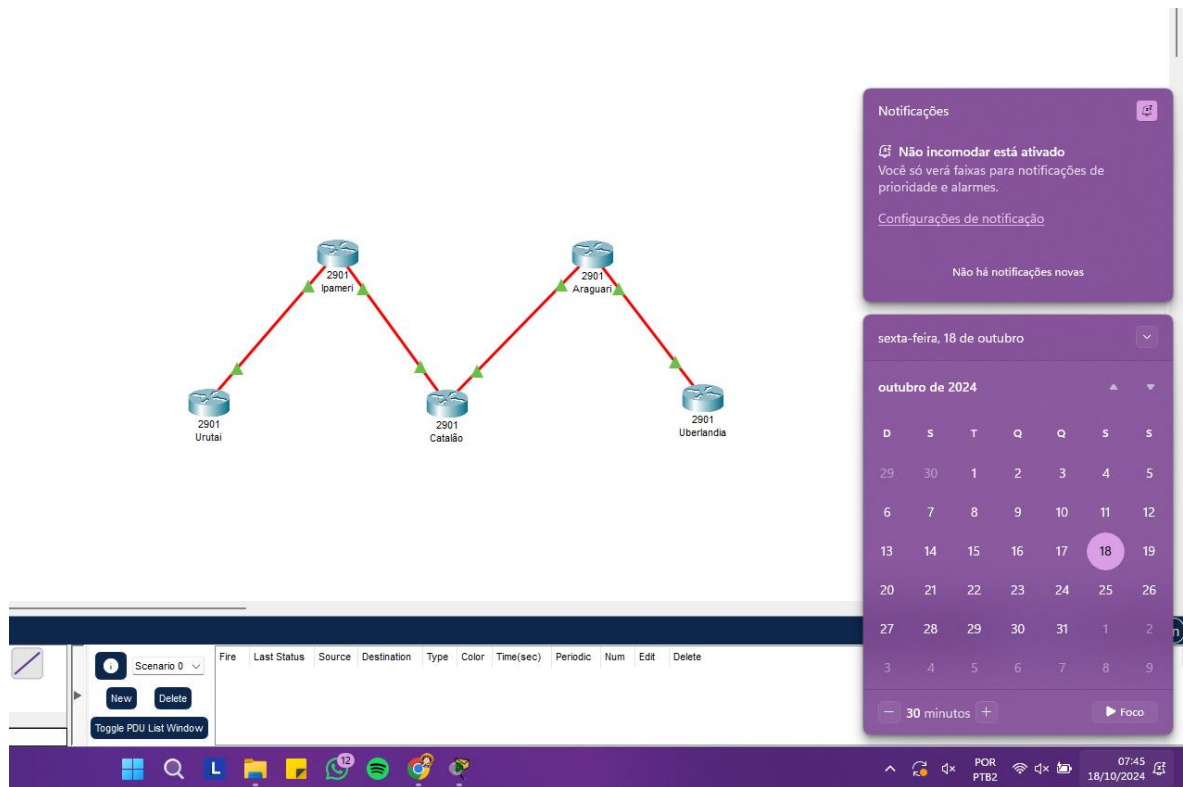 2901
Ipameri
2901
Araguari
2901
Urutai
2901
Catalão
2901
Uberlandia
Notificações
Não incomodar está ativado
Você só verá faixas para notificações de
prioridade e alarmes.
Configurações de notificação
Não há notificações novas
sexta-feira, 18 de outubro
outubro de 2024
D S T Q Q S S
29 30 1 2 3 4 5
6 7 8 9 10 11 12
13 14 15 16 17 18 19
20 21 22 23 24 25 26
27 28 29 30 31 1 2
3 4 5 6 7 8 9
30 minutos
Foco
Scenario 0
New Delete
Toggle PDU List Window
Fire Last Status Source Destination Type Color Time(sec) Periodic Num Edit Delete
L
12
POR
PTB2
07:45
18/10/2024